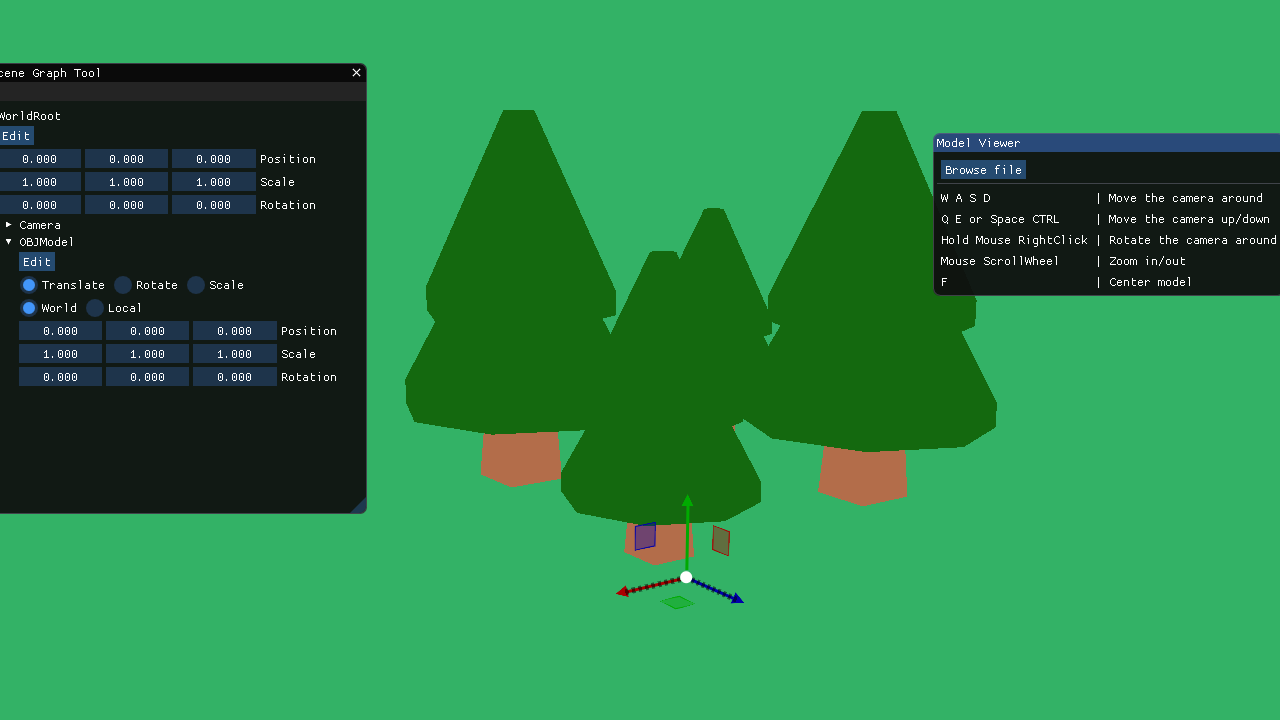 cene Graph Tool
WorldRoot
Edit
0.000 0.000 0.000 Position
1.000 1.000 1.000 Scale
0.000 0.000 0.000 Rotation
Camera
OBJModel
Edit
Translate Rotate Scale
World Local
0.000 0.000 0.000 Position
1.000 1.000 1.000 Scale
0.000 0.000 0.000 Rotation
Model Viewer
Browse file
W A S D | Move the camera around
Q E or Space CTRL | Move the camera up/down
Hold Mouse RightClick | Rotate the camera around
Mouse ScrollWheel | Zoom in/out
F | Center model